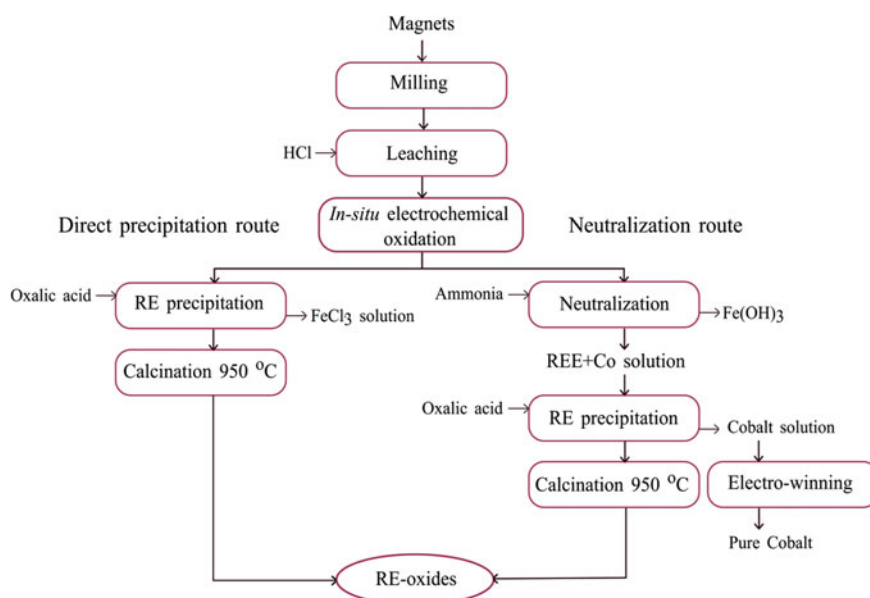 Magnets
Milling
HCl
Leaching
In-situ electrochemical
oxidation
Direct precipitation route
Neutralization route
Oxalic acid
RE precipitation
FeCl3 solution
Calcination 950 °C
Ammonia
Neutralization
Fe(OH)3
REE+Co solution
Oxalic acid
RE precipitation
Cobalt solution
Calcination 950 °C
Electro-winning
Pure Cobalt
RE-oxides